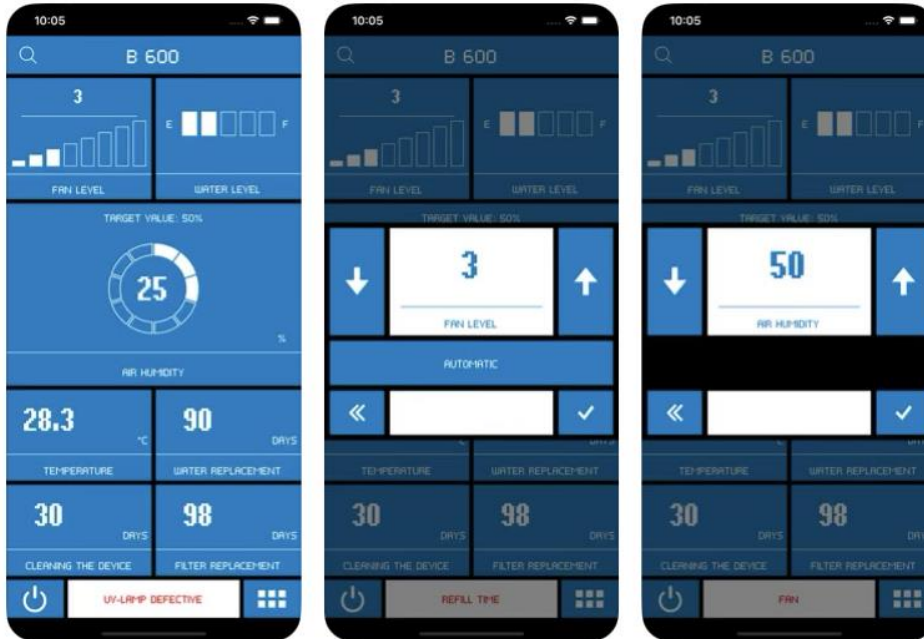 10:05
B 600
3
FAN LEVEL
E F
WATER LEVEL
TARGET VALUE: 50%
25
%
AIR HUMIDITY
28.3
°C
TEMPERATURE
90
DAYS
WATER REPLACEMENT
30
DAYS
CLEANING THE DEVICE
98
DAYS
FILTER REPLACEMENT
UV-LAMP DEFECTIVE
10:05
B 600
3
FAN LEVEL
E F
WATER LEVEL
TARGET VALUE: 50%
3
FAN LEVEL
AUTOMATIC
°C
TEMPERATURE
DAYS
WATER REPLACEMENT
30
DAYS
CLEANING THE DEVICE
98
DAYS
FILTER REPLACEMENT
REFILL TIME
10:05
B 600
3
FAN LEVEL
E F
WATER LEVEL
TARGET VALUE: 50%
50
AIR HUMIDITY
°C
TEMPERATURE
DAYS
WATER REPLACEMENT
30
DAYS
CLEANING THE DEVICE
98
DAYS
FILTER REPLACEMENT
FAN